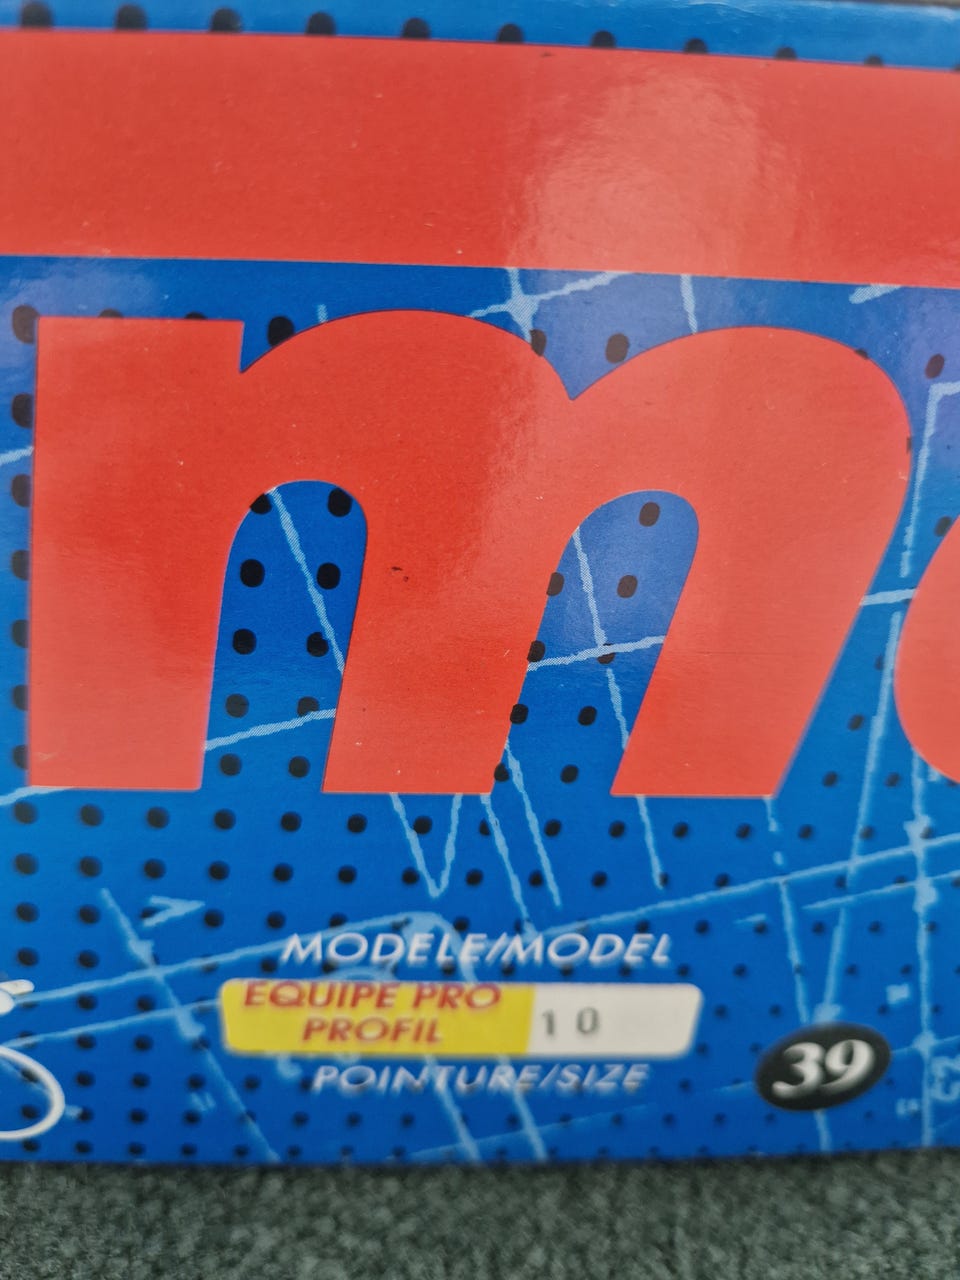 m
MODELE/MODEL
EQUIPE PRO
PROFIL
10
POINTURE/SIZE
39